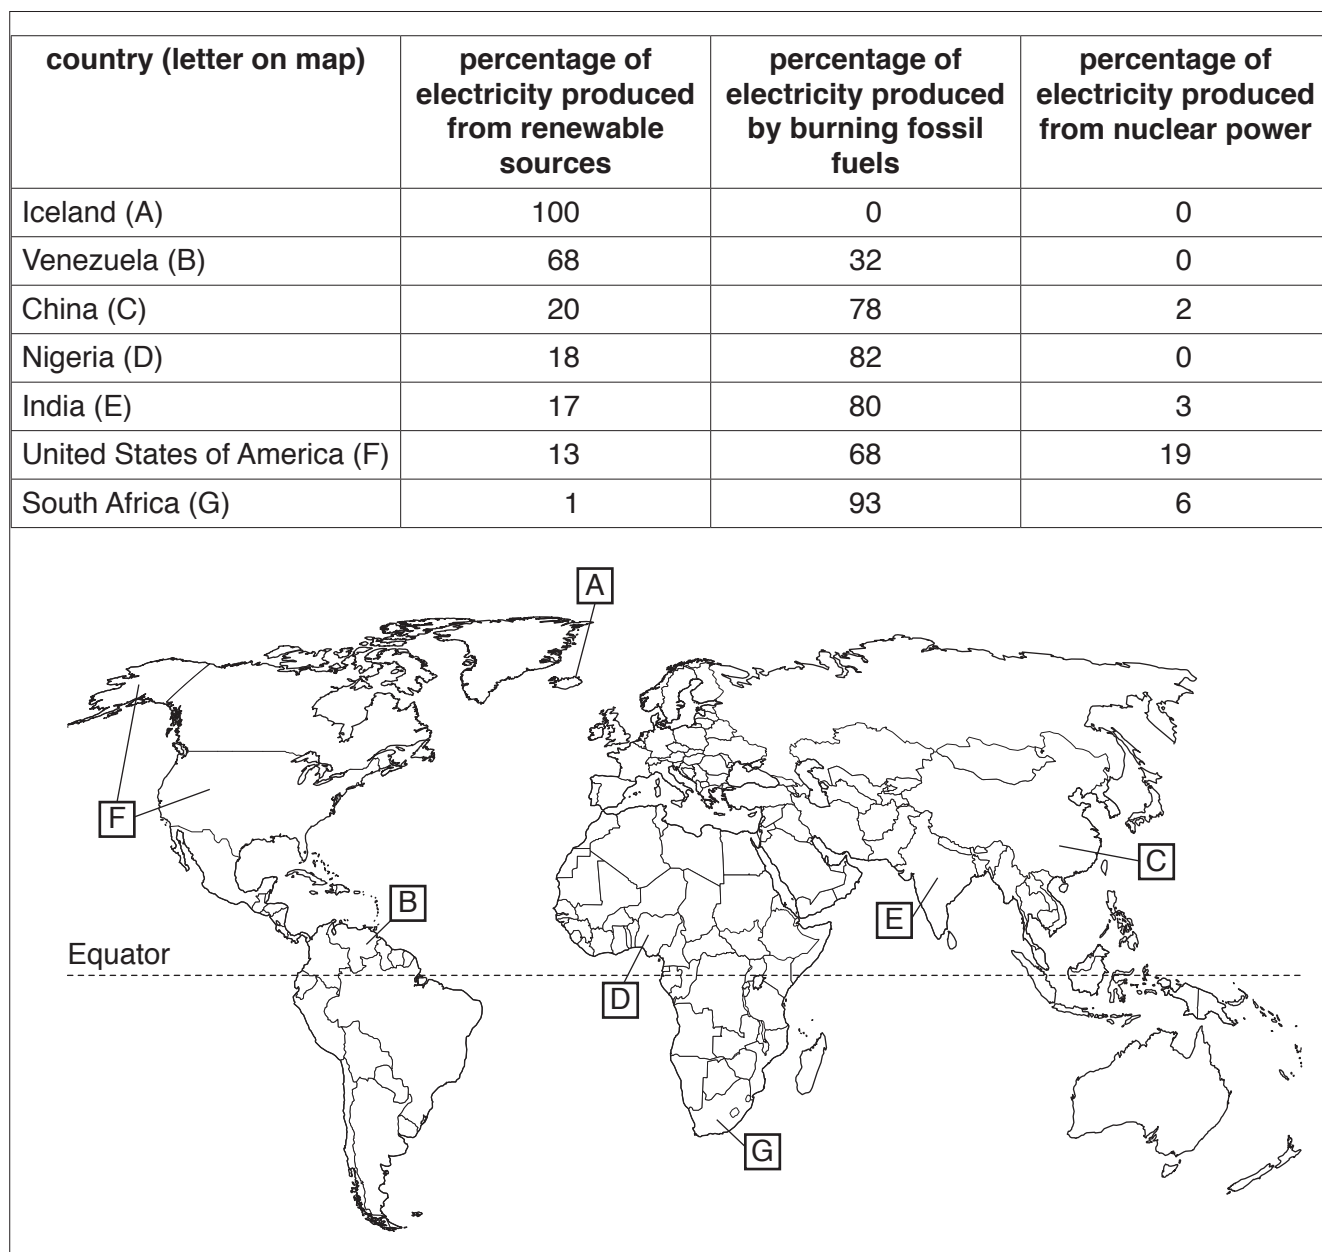 country (letter on map) percentage of electricity produced from renewable sources percentage of electricity produced by burning fossil fuels percentage of electricity produced from nuclear power
Iceland (A) 100 0 0
Venezuela (B) 68 32 0
China (C) 20 78 2
Nigeria (D) 18 82 0
India (E) 17 80 3
United States of America (F) 13 68 19
South Africa (G) 1 93 6
A
F
C
B
E
Equator
D
G